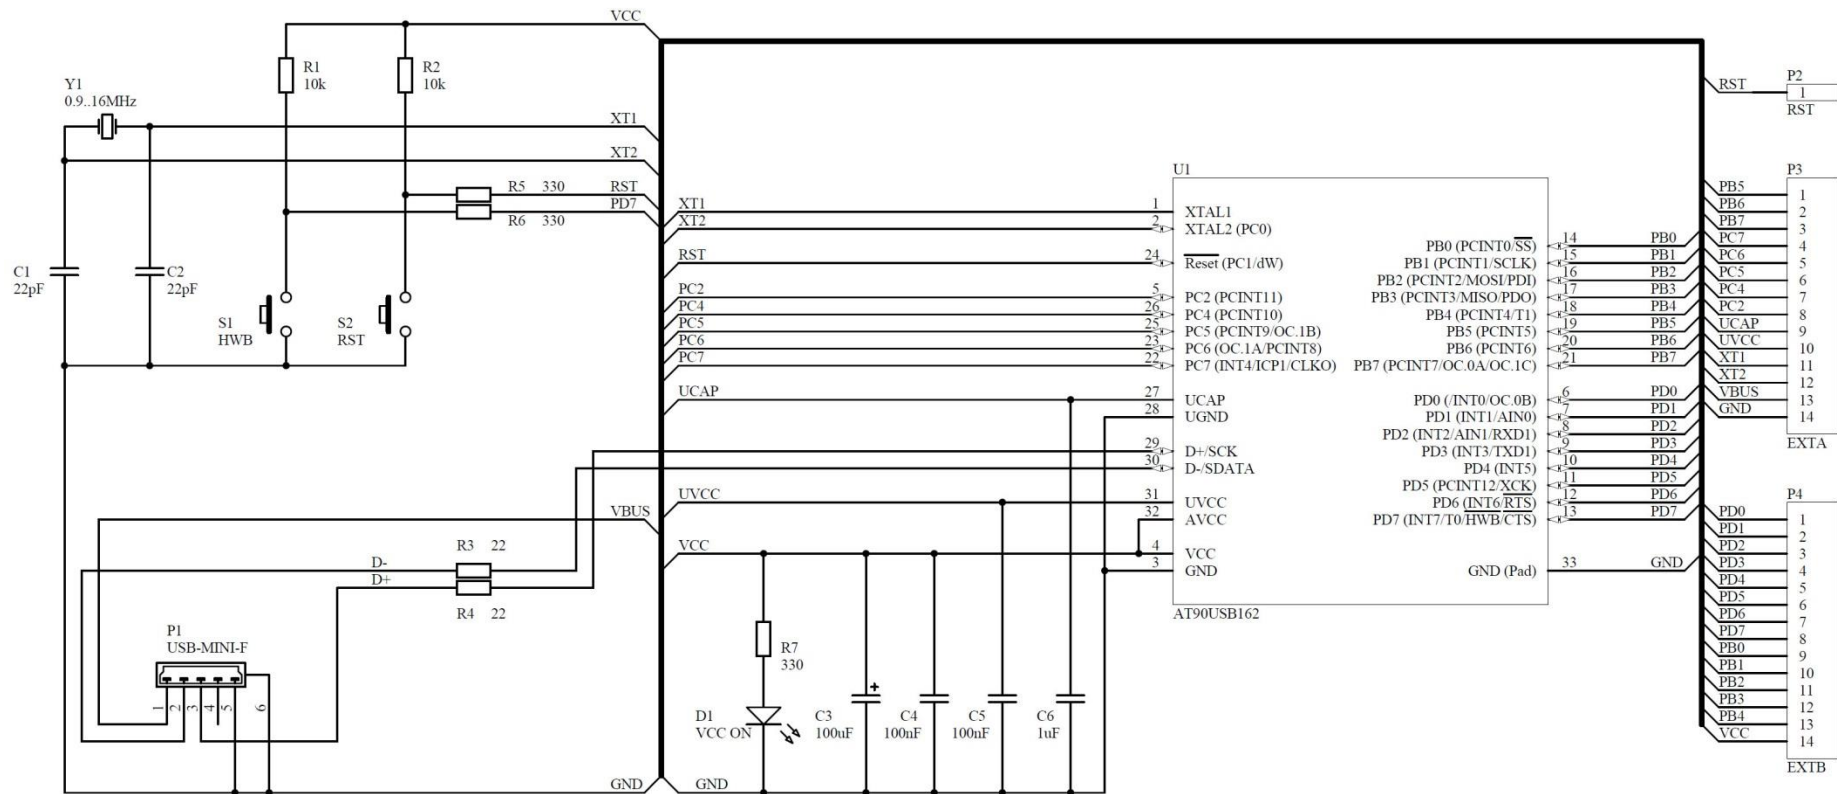 VCC
R1
10k
R2
10k
Y1
0.9..16MHz
XT1
XT2
R5 330
RST
PD7
R6 330
C1
22pF
C2
22pF
S1
HWB
S2
RST
VBUS
D-
D+
R3 22
R4 22
P1
USB-MINI-F
1
2
3
4
5
6
GND
XT1
XT2
RST
PC2
PC4
PC5
PC6
PC7
UCAP
UVCC
VCC
GND
R7
330
D1
VCC ON
+
C3
100uF
C4
100nF
C5
100nF
C6
1uF
U1
1 XTAL1
2 XTAL2 (PC0)
24 Reset (PC1/dW)
5 PC2 (PCINT11)
26 PC4 (PCINT10)
25 PC5 (PCINT9/OC.1B)
23 PC6 (OC.1A/PCINT8)
22 PC7 (INT4/ICP1/CLKO)
27 UCAP
28 UGND
29 D+/SCK
30 D-/SDATA
31 UVCC
32 AVCC
4 VCC
3 GND
PB0 (PCINT0/SS) 14 PB0
PB1 (PCINT1/SCLK) 15 PB1
PB2 (PCINT2/MOSI/PDI) 16 PB2
PB3 (PCINT3/MISO/PDO) 17 PB3
PB4 (PCINT4/T1) 18 PB4
PB5 (PCINT5) 19 PB5
PB6 (PCINT6) 20 PB6
PB7 (PCINT7/OC.0A/OC.1C) 21 PB7
PD0 (/INT0/OC.0B) 6 PD0
PD1 (INT1/AIN0) 7 PD1
PD2 (INT2/AIN1/RXD1) 8 PD2
PD3 (INT3/TXD1) 9 PD3
PD4 (INT5) 10 PD4
PD5 (PCINT12/XCK) 11 PD5
PD6 (INT6/RTS) 12 PD6
PD7 (INT7/T0/HWB/CTS) 13 PD7
GND (Pad) 33 GND
AT90USB162
P2
RST 1
RST
P3
PB5 1
PB6 2
PB7 3
PC7 4
PC6 5
PC5 6
PC4 7
PC2 8
UCAP 9
UVCC 10
XT1 11
XT2 12
VBUS 13
GND 14
EXTA
P4
PD0 1
PD1 2
PD2 3
PD3 4
PD4 5
PD5 6
PD6 7
PD7 8
PB0 9
PB1 10
PB2 11
PB3 12
PB4 13
VCC 14
EXTB